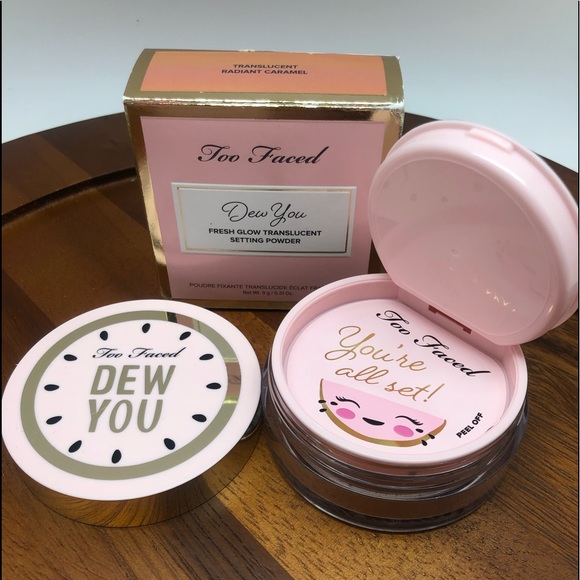 TRANSLUCENT
RADIANT CARAMEL
Too Faced
Dew You
FRESH GLOW TRANSLUCENT
SETTING POWDER
POUDRE FIXANTE TRANSLUCIDE ÉCLAT
Too Faced
DEW
YOU
Too Faced
You're
all set!
PEEL OFF